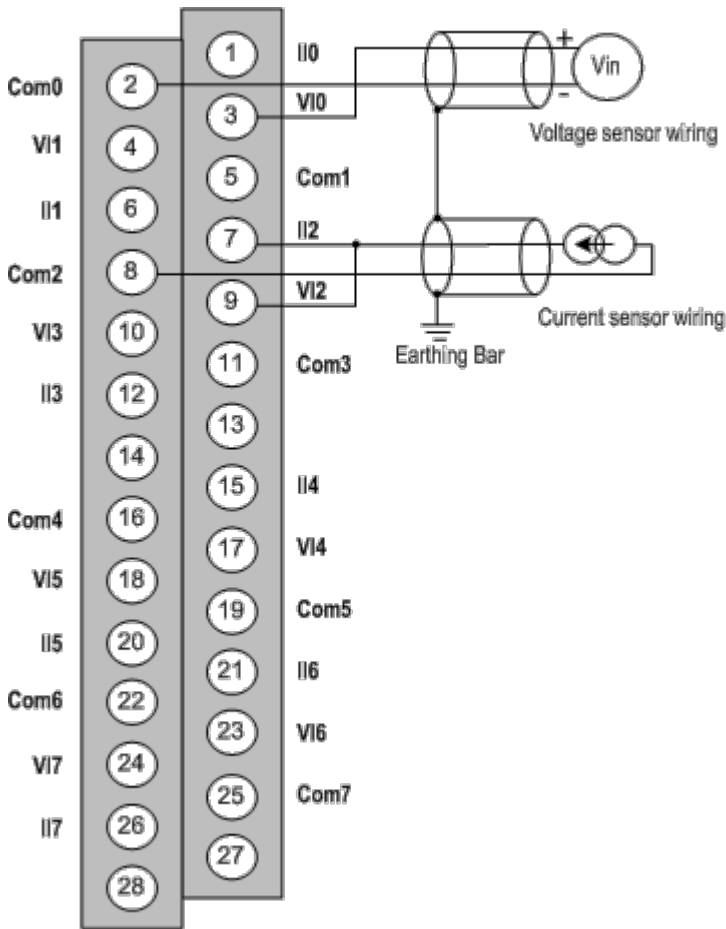 1 II0
+
Vin
Com0 2
3 VI0
-
Voltage sensor wiring
VI1 4
5 Com1
II1 6
7 II2
Com2 8
9 VI2
Current sensor wiring
VI3 10
Earthing Bar
11 Com3
II3 12
13
14
15 II4
Com4 16
17 VI4
VI5 18
19 Com5
II5 20
21 II6
Com6 22
23 VI6
VI7 24
25 Com7
II7 26
27
28